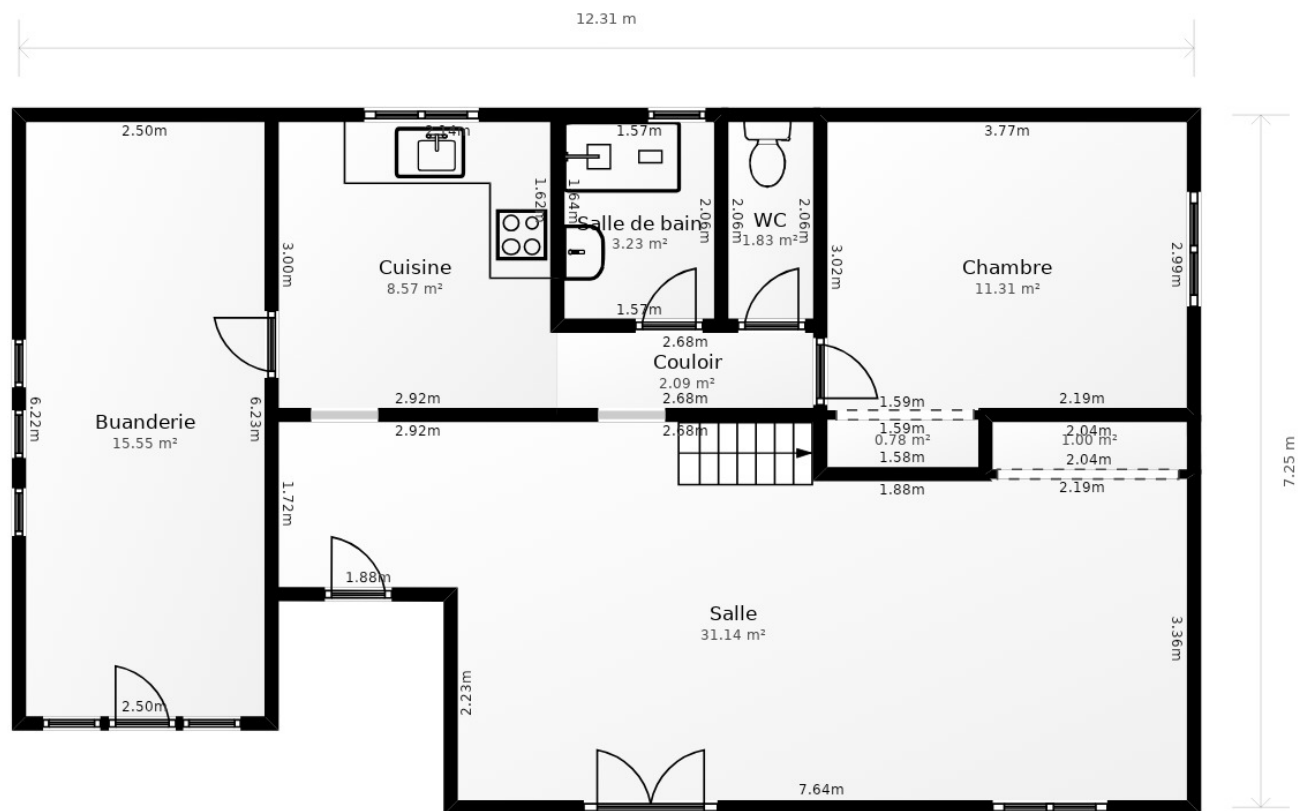 12.31 m
2.50m
2.14m
1.57m
3.77m
1.62m
1.64m
2.06m
2.06m
2.06m
Salle de bain
3.23 m²
WC
1.83 m²
3.00m
3.02m
2.99m
Cuisine
8.57 m²
Chambre
11.31 m²
1.57m
2.68m
Couloir
2.09 m²
2.92m
2.68m
1.59m
2.19m
6.22m
6.23m
Buanderie
15.55 m²
2.92m
2.68m
1.59m
0.78 m²
1.58m
2.04m
1.00 m²
2.04m
1.88m
2.19m
7.25 m
1.72m
1.88m
Salle
31.14 m²
3.36m
2.23m
2.50m
7.64m